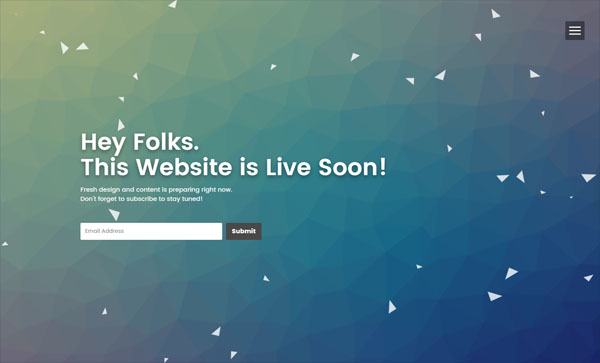 Hey Folks.
This Website is Live Soon!
Fresh design and content is preparing right now.
Don't forget to subscribe to stay tuned!
Email Address
Submit